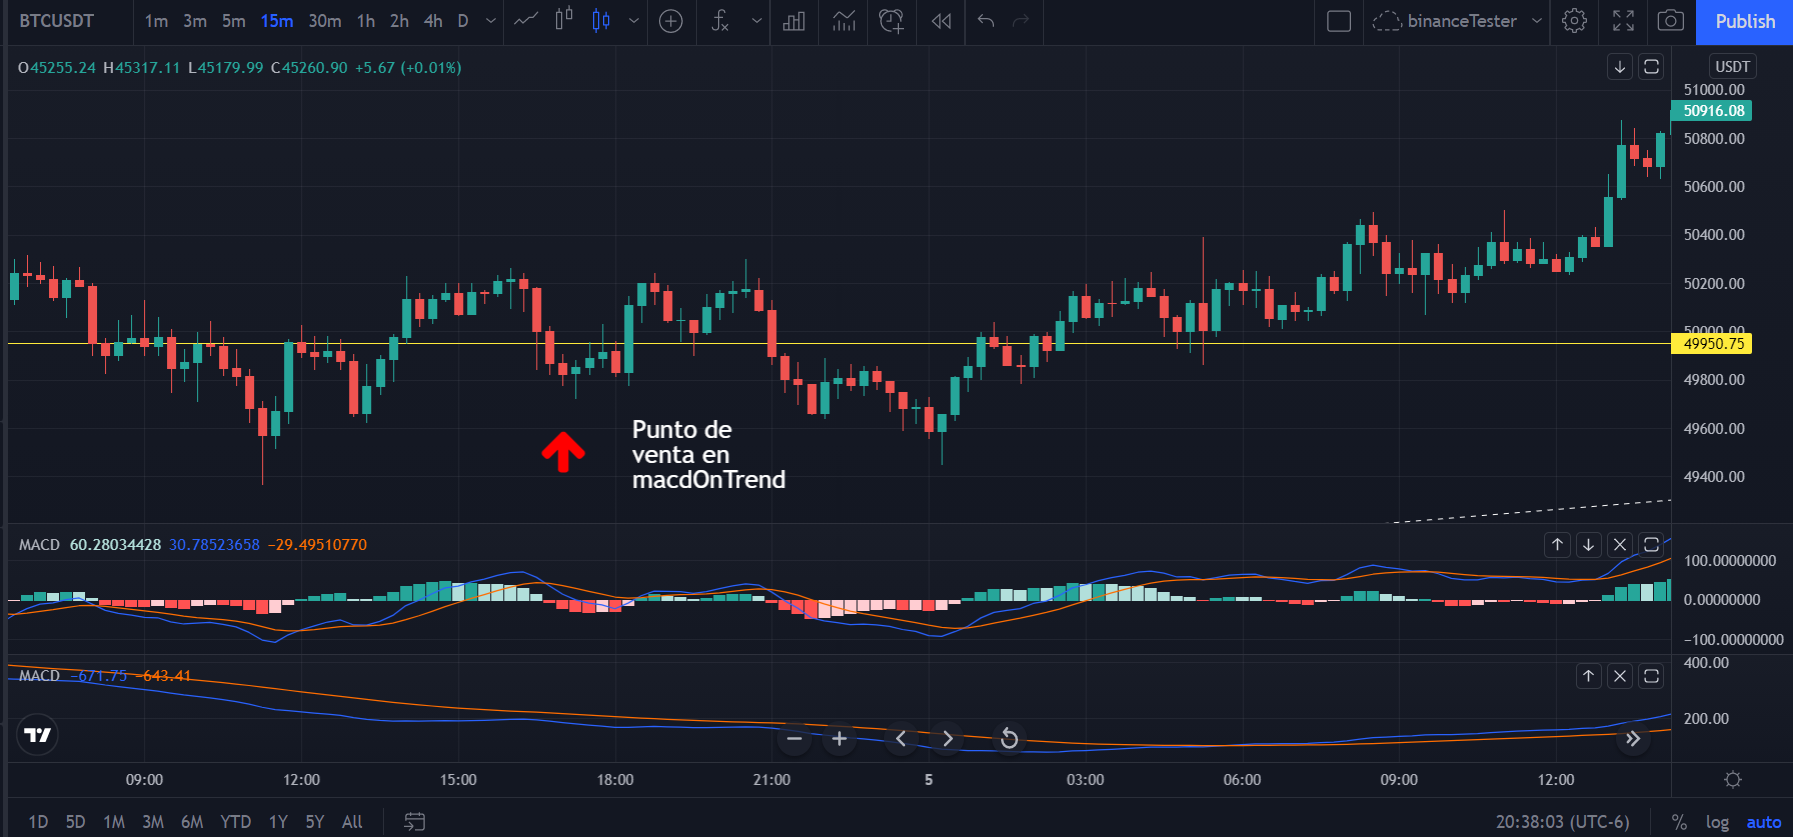 BTCUSDT 1m 3m 5m 15m 30m 1h 2h 4h D binanceTester Publish
O45255.24 H45317.11 L45179.99 C45260.90 +5.67 (+0.01%)
USDT
51000.00
50916.08
50800.00
50600.00
50400.00
50200.00
50000.00
49950.75
49800.00
49600.00
49400.00
Punto de
venta en
macdOnTrend
MACD 60.28034428 30.78523658 −29.49510770
100.00000000
0.00000000
−100.00000000
MACD −671.75 −643.41
400.00
200.00
09:00 12:00 15:00 18:00 21:00 5 03:00 06:00 09:00 12:00
1D 5D 1M 3M 6M YTD 1Y 5Y All 20:38:03 (UTC-6) % log auto